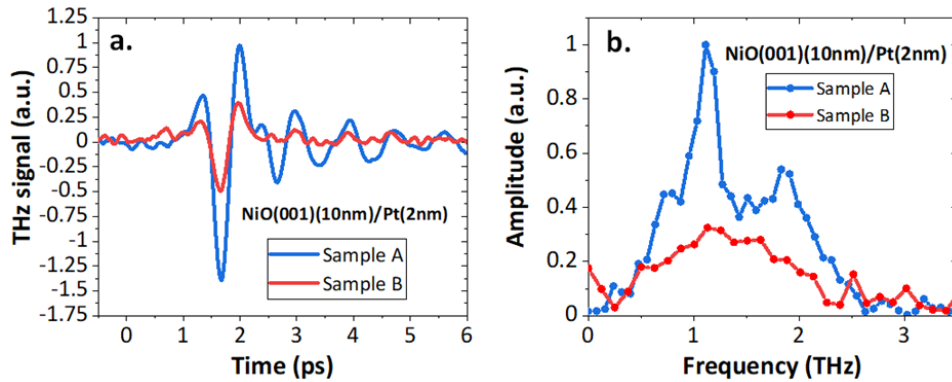 a.
THz signal (a.u.)
1.25
1
0.75
0.5
0.25
0
-0.25
-0.5
-0.75
-1
-1.25
-1.5
-1.75
NiO(001)(10nm)/Pt(2nm)
Sample A
Sample B
0 1 2 3 4 5 6
Time (ps)
b.
Amplitude (a.u.)
1
0.8
0.6
0.4
0.2
0
NiO(001)(10nm)/Pt(2nm)
Sample A
Sample B
0 1 2 3
Frequency (THz)